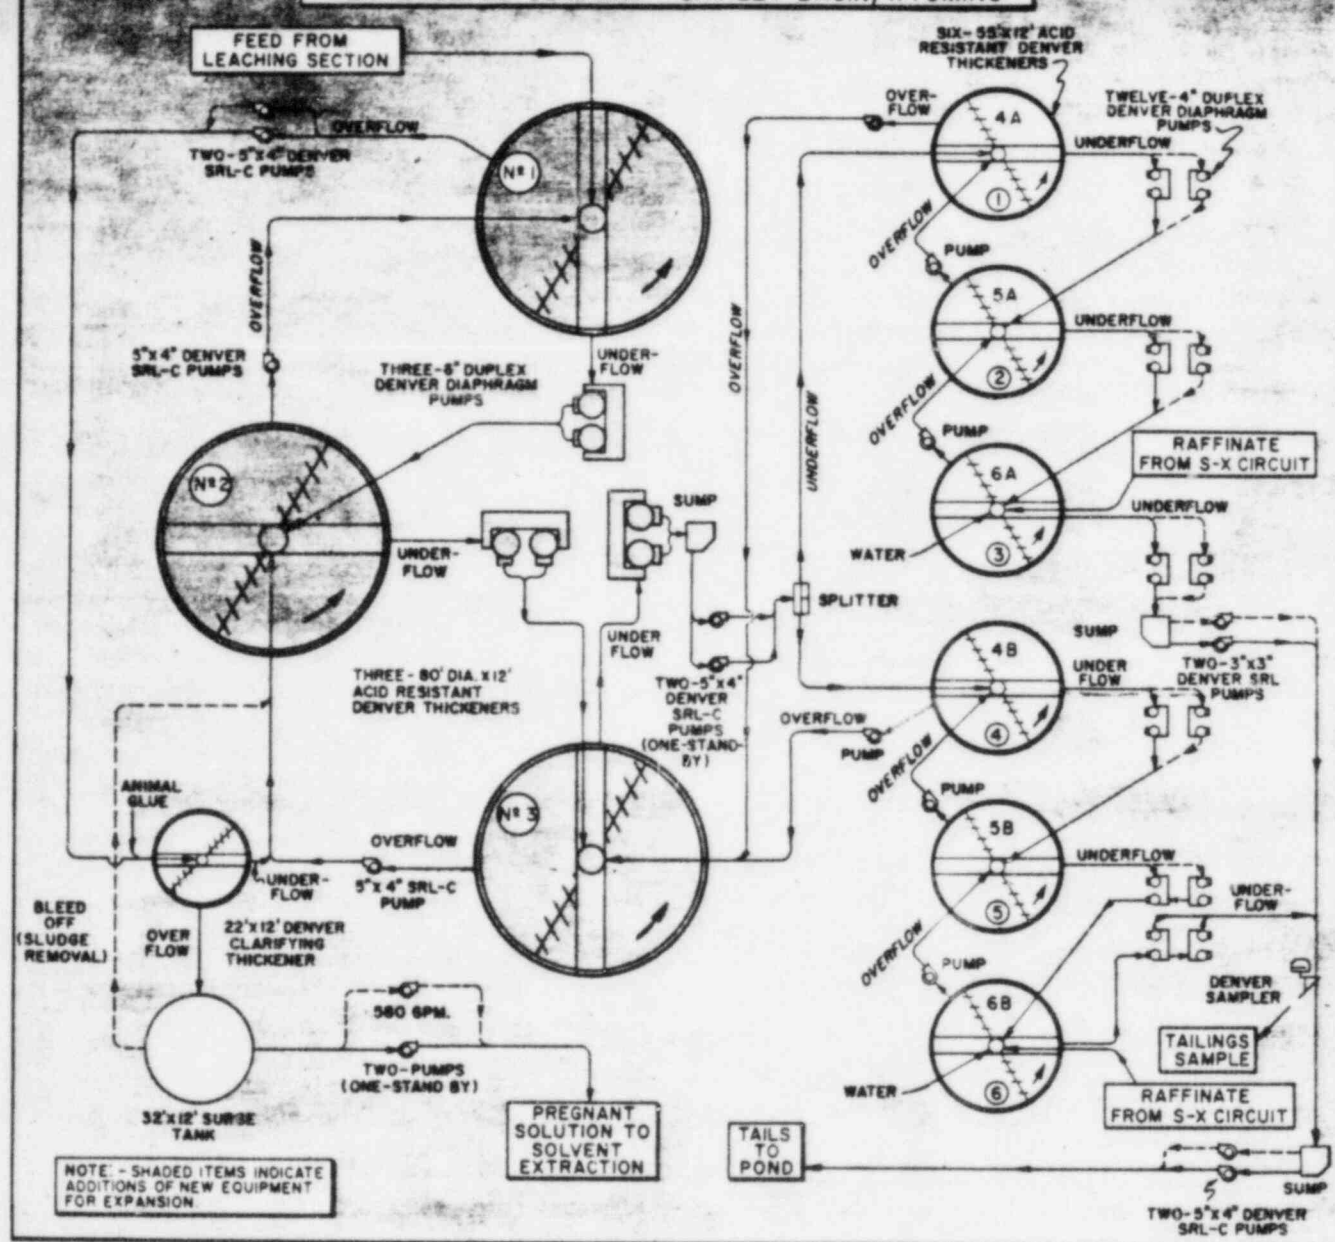 FEED FROM
LEACHING SECTION
OVERFLOW
TWO-5"X4" DENVER
SRL-C PUMPS
Nº 1
OVERFLOW
5"X4" DENVER
SRL-C PUMPS
THREE-6" DUPLEX
DENVER DIAPHRAGM
PUMPS
UNDER-
FLOW
Nº 2
UNDER-
FLOW
SUMP
UNDER
FLOW
THREE-80' DIA. X12'
ACID RESISTANT
DENVER THICKENERS
TWO-5"X4"
DENVER
SRL-C
PUMPS
(ONE-STAND-
BY)
SPLITTER
ANIMAL
GLUE
Nº 3
OVERFLOW
5"X4" SRL-C
PUMP
UNDER-
FLOW
BLEED
OFF
(SLUDGE
REMOVAL)
OVER
FLOW
22'X12' DENVER
CLARIFYING
THICKENER
560 GPM.
TWO-PUMPS
(ONE-STAND BY)
32'X12' SURGE
TANK
PREGNANT
SOLUTION TO
SOLVENT
EXTRACTION
NOTE:-SHADED ITEMS INDICATE
ADDITIONS OF NEW EQUIPMENT
FOR EXPANSION.
SIX-55'X12' ACID
RESISTANT DENVER
THICKENERS
OVER-
FLOW
4A
1
TWELVE-4" DUPLEX
DENVER DIAPHRAGM
PUMPS
UNDERFLOW
OVERFLOW
PUMP
OVERFLOW
UNDERFLOW
5A
2
UNDERFLOW
OVERFLOW
PUMP
6A
3
RAFFINATE
FROM S-X CIRCUIT
UNDERFLOW
WATER
SUMP
TWO-3"X3"
DENVER SRL
PUMPS
4B
4
UNDER
FLOW
OVERFLOW
PUMP
OVERFLOW
PUMP
5B
5
UNDERFLOW
UNDER-
FLOW
OVERFLOW
PUMP
6B
6
WATER
DENVER
SAMPLER
TAILINGS
SAMPLE
RAFFINATE
FROM S-X CIRCUIT
TAILS
TO
POND
SUMP
TWO-5"X4" DENVER
SRL-C PUMPS